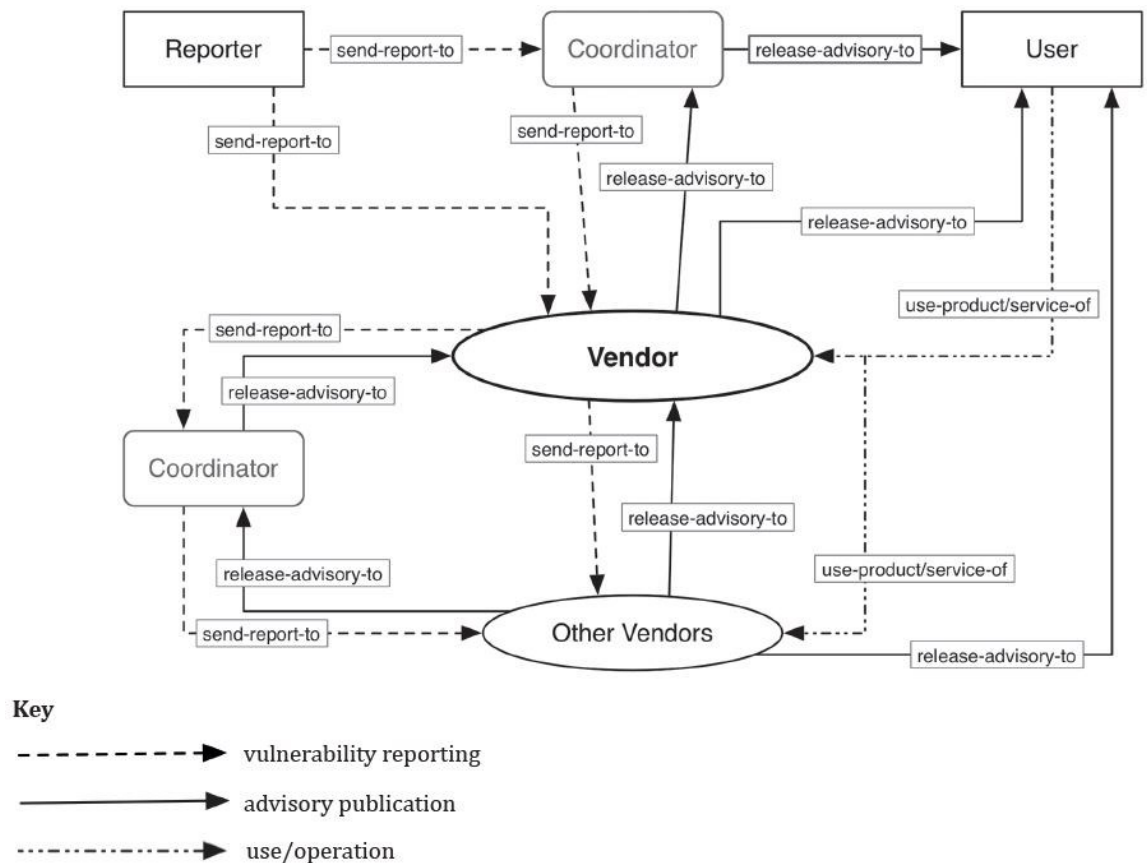 Reporter
send-report-to
Coordinator
release-advisory-to
User
send-report-to
send-report-to
release-advisory-to
release-advisory-to
use-product/service-of
send-report-to
Vendor
release-advisory-to
send-report-to
Coordinator
release-advisory-to
release-advisory-to
use-product/service-of
send-report-to
Other Vendors
release-advisory-to
Key
vulnerability reporting
advisory publication
use/operation